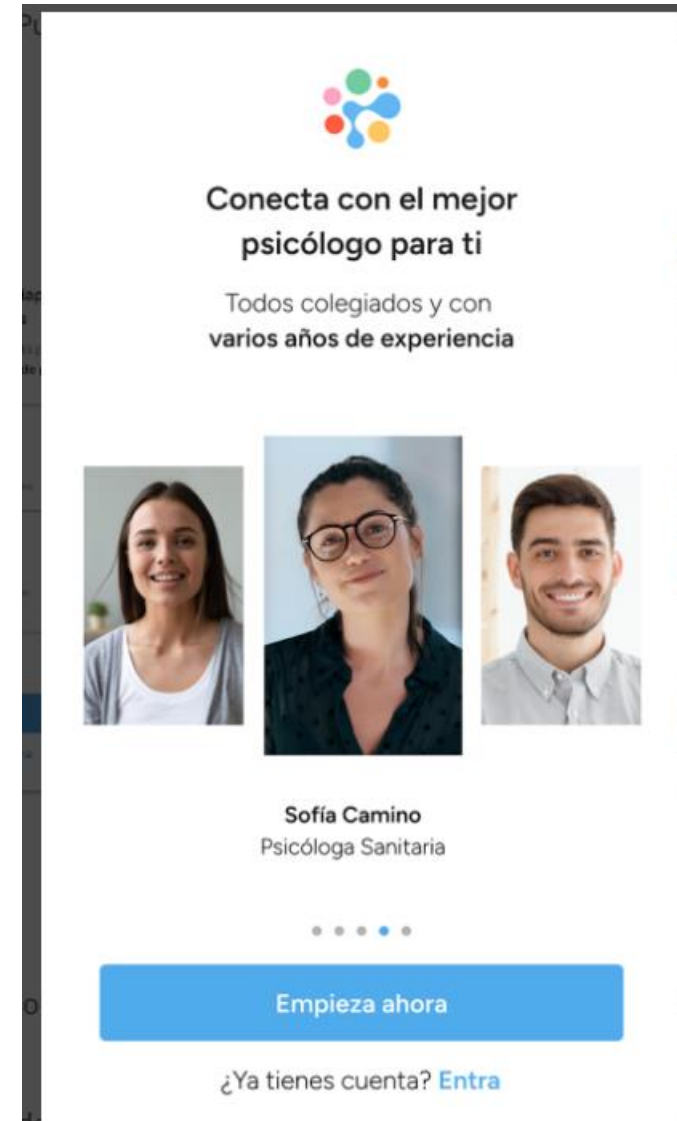 Conecta con el mejor
psicólogo para ti
Todos colegiados y con
varios años de experiencia
Sofía Camino
Psicóloga Sanitaria
Empieza ahora
¿Ya tienes cuenta? Entra